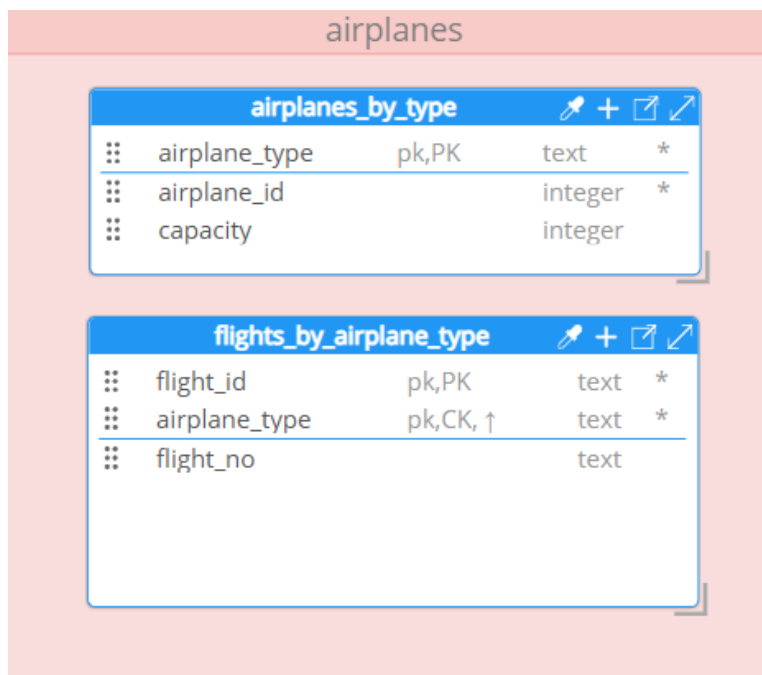 airplanes
airplanes_by_type
airplane_type pk,PK text *
airplane_id integer *
capacity integer
flights_by_airplane_type
flight_id pk,PK text *
airplane_type pk,CK, ↑ text *
flight_no text